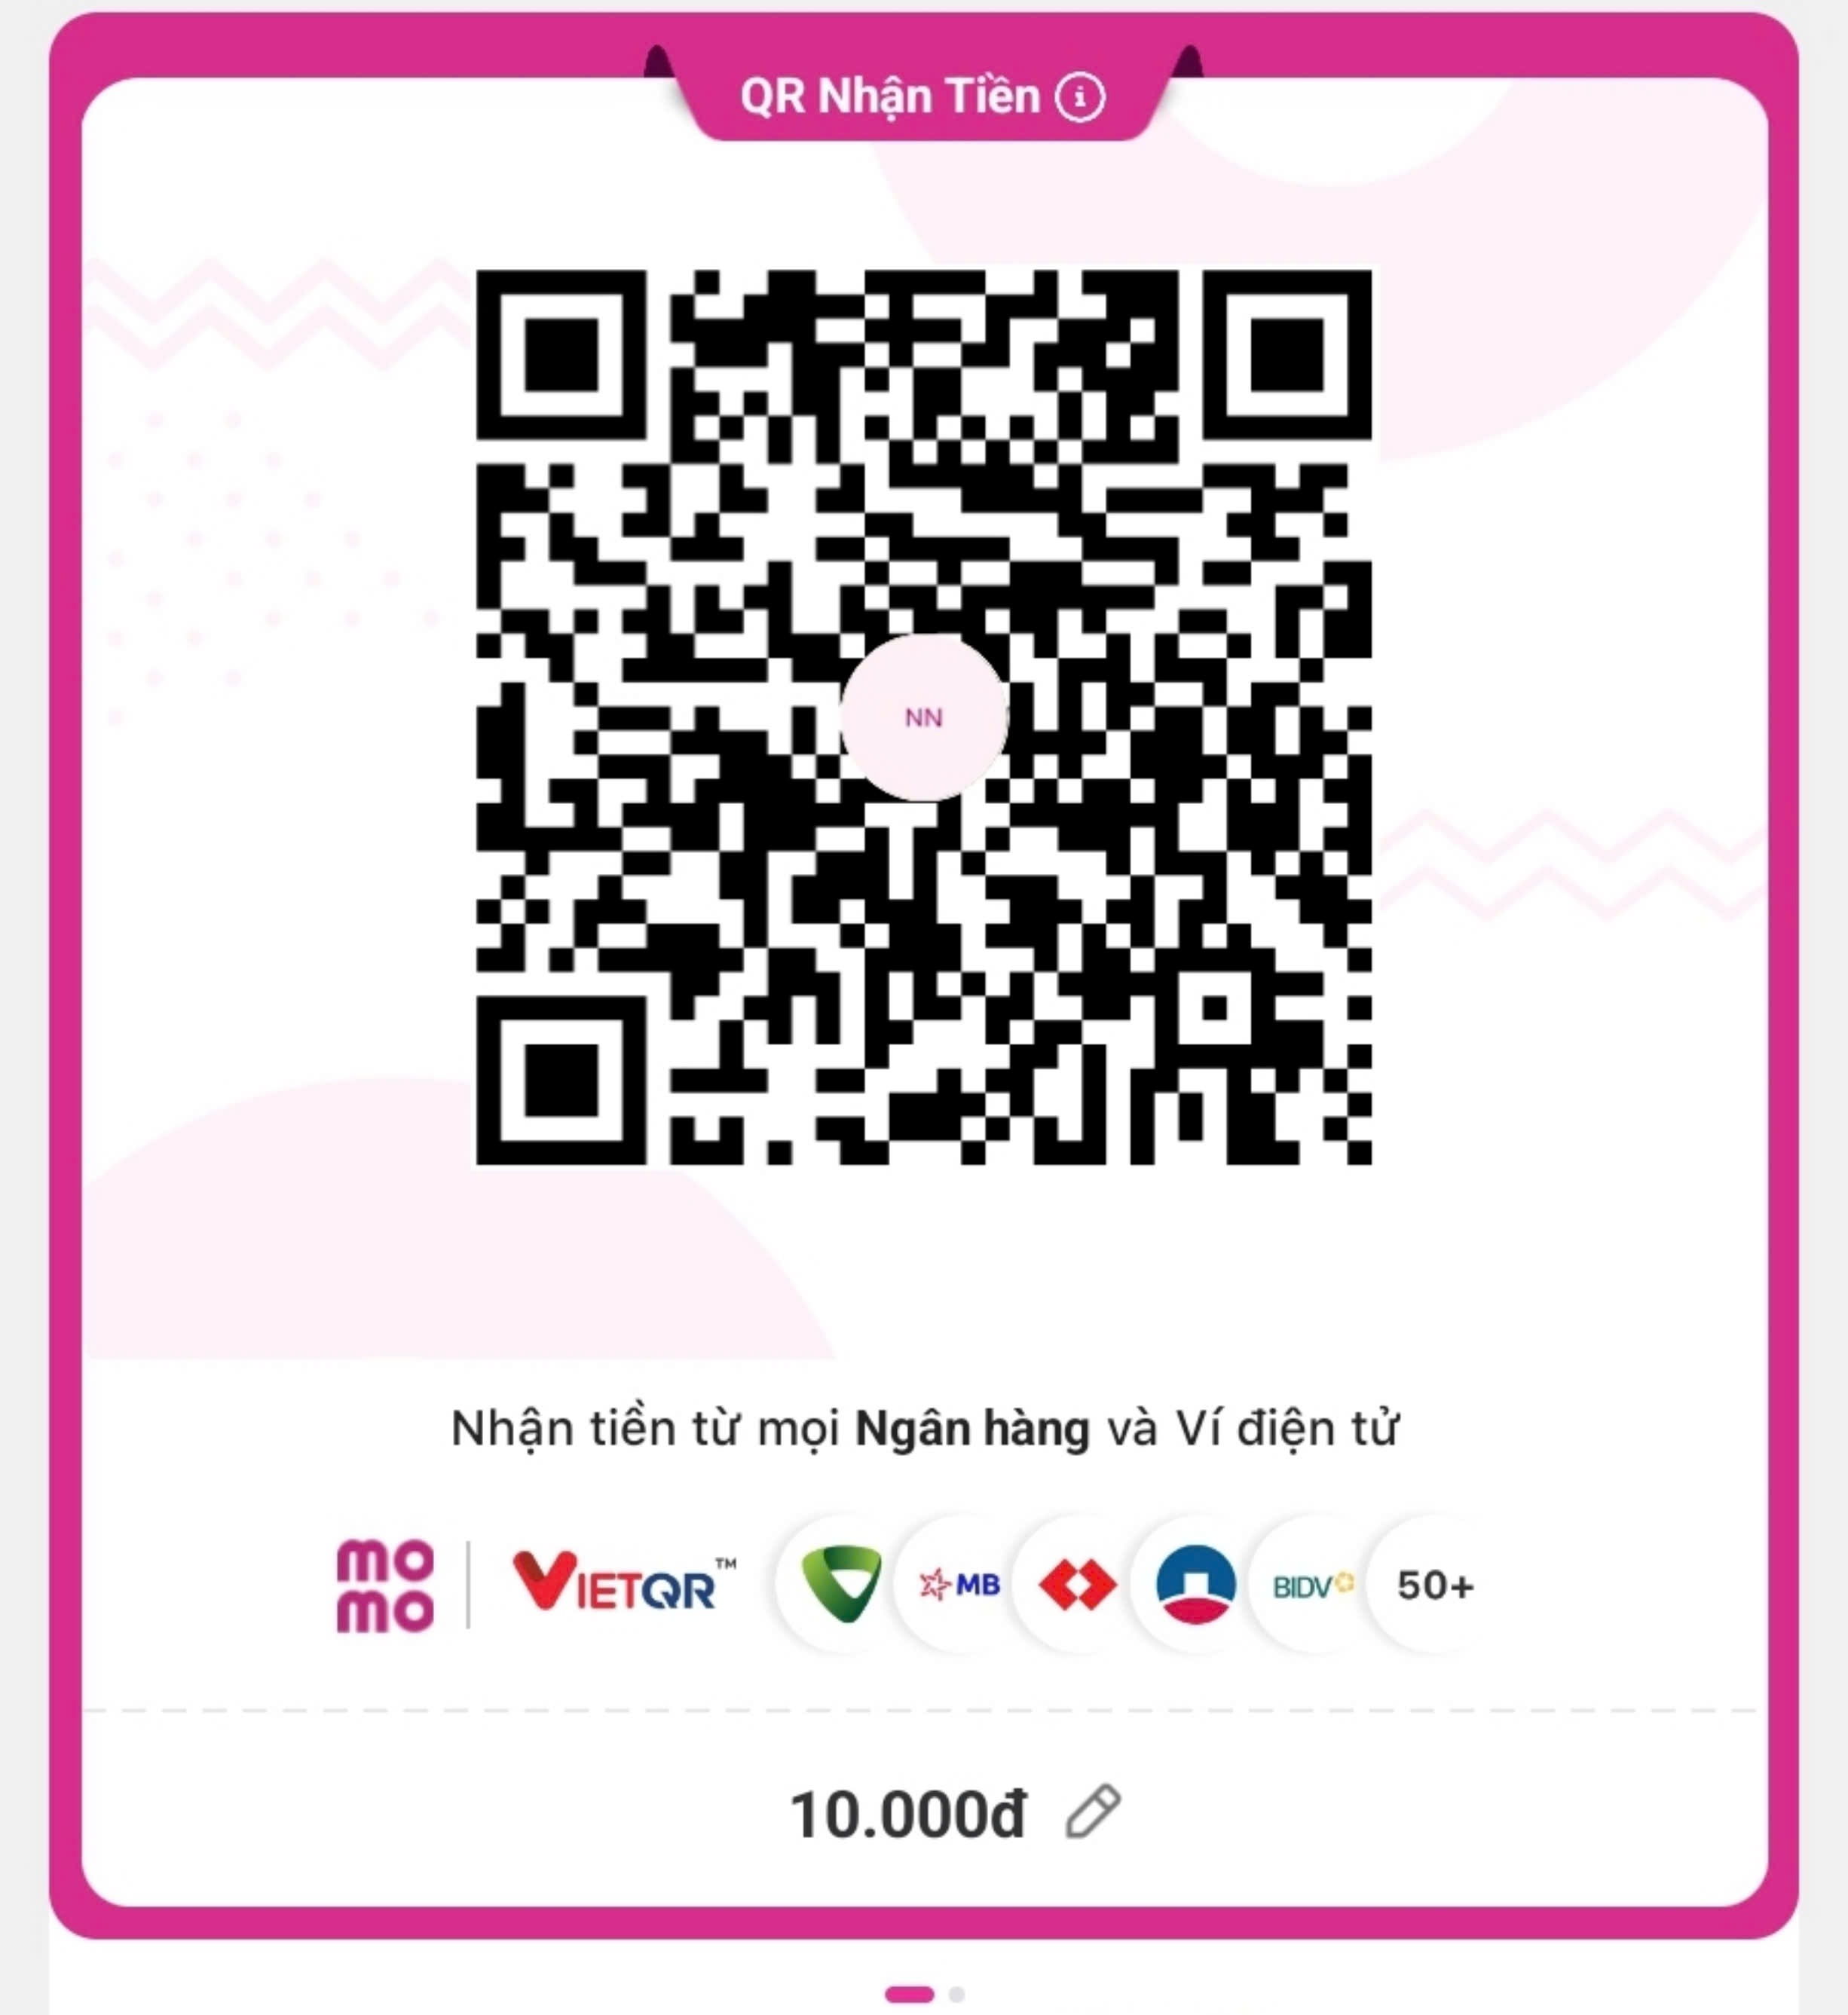 QR Nhận Tiền
NN
Nhận tiền từ mọi Ngân hàng và Ví điện tử
momo VIETQR™ MB BIDV 50+
10.000đ